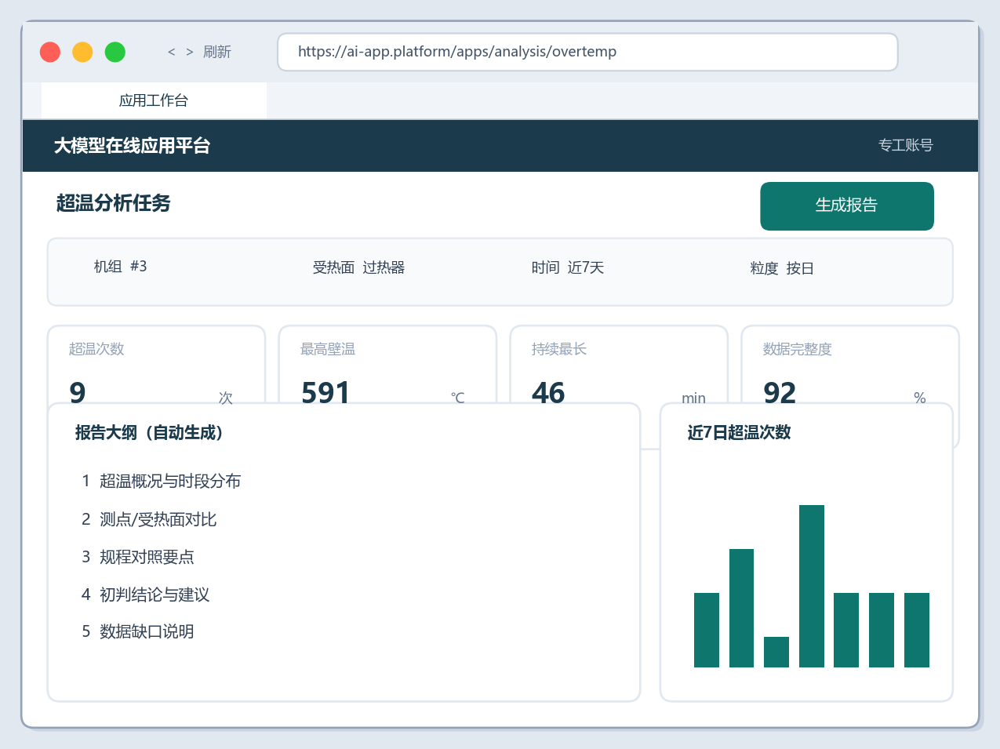 < > 刷新
https://ai-app.platform/apps/analysis/overtemp
应用工作台
大模型在线应用平台
专工账号
超温分析任务
生成报告
机组 #3
受热面 过热器
时间 近7天
粒度 按日
超温次数
9 次
最高壁温
591 ℃
持续最长
46 min
数据完整度
92 %
报告大纲（自动生成）
1 超温概况与时段分布
2 测点/受热面对比
3 规程对照要点
4 初判结论与建议
5 数据缺口说明
近7日超温次数